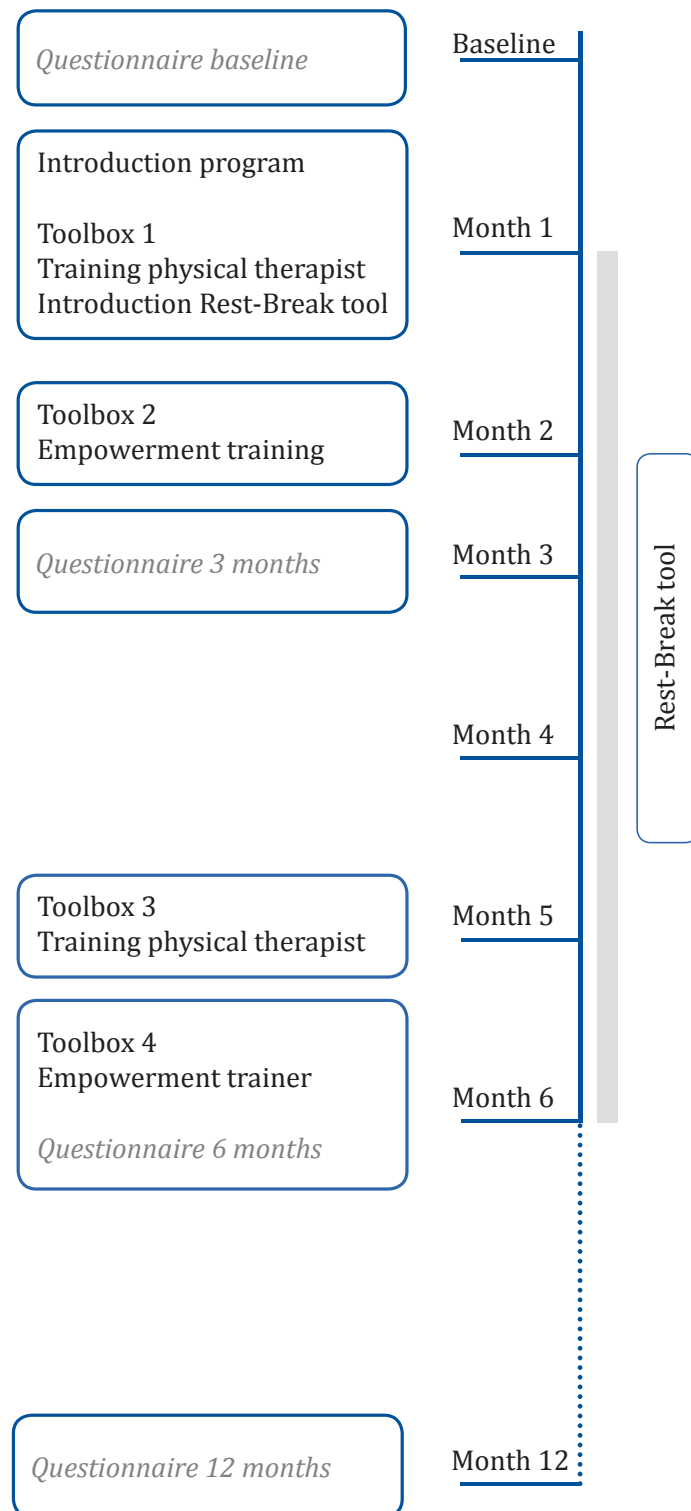 Questionnaire baseline
Baseline
Introduction program
Toolbox 1
Training physical therapist
Introduction Rest-Break tool
Month 1
Toolbox 2
Empowerment training
Month 2
Questionnaire 3 months
Month 3
Rest-Break tool
Month 4
Toolbox 3
Training physical therapist
Month 5
Toolbox 4
Empowerment trainer
Questionnaire 6 months
Month 6
Questionnaire 12 months
Month 12